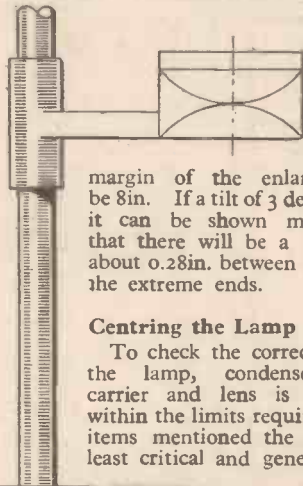 margin of the enlar
be 8in. If a tilt of 3 de
it can be shown m
that there will be a
about 0.28in. between
the extreme ends.
Centring the Lamp
To check the correc
the lamp, condense
carrier and lens is
within the limits requi
items mentioned the
least critical and gene